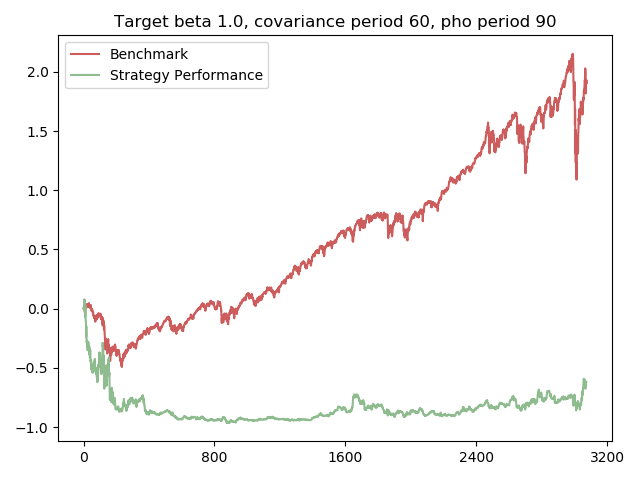 Target beta 1.0, covariance period 60, pho period 90
Benchmark
Strategy Performance
2.0
1.5
1.0
0.5
0.0
−0.5
−1.0
0 800 1600 2400 3200